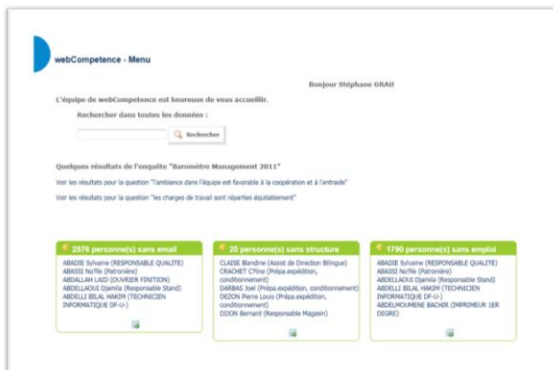 webCompetence - Menu
Bonjour Stéphane GRAU
L'équipe de webCompetence est heureuse de vous accueillir.
Rechercher dans toutes les données :
Rechercher
Quelques résultats de l'enquête "Baromètre Management 2011"
Voir les résultats pour la question "l'ambiance dans l'équipe est favorable à la coopération et à l'entraide"
Voir les résultats pour la question "les charges de travail sont réparties équitablement"
2576 personne(s) sans email
ABADIE Sylvaine (RESPONSABLE QUALITE)
ABASSI (Patronière)
ABDALLAH LAID (OUVRIER FINITION)
ABDELLAOUI Djamila (Responsable Stand)
ABDELLI BILAL HAKIM (TECHNICIEN
INFORMATIQUE DF-U-)
20 personne(s) sans structure
CLAISE Blandine (Assist de Direction Bilingue)
CRACHET (Prépa.expédition,
conditionnement)
DARBAS Joel (Prépa.expédition, conditionnement)
DEZON Pierre Louis (Prépa.expédition,
conditionnement)
DIDON Bernard (Responsable Magasin)
1790 personne(s) sans emploi
ABADIE Sylvaine (RESPONSABLE QUALITE)
ABASSI (Patronière)
ABDELLAOUI Djamila (Responsable Stand)
ABDELLI BILAL HAKIM (TECHNICIEN
INFORMATIQUE DF-U-)
ABDELMOUMENE BACHIR (IMPRIMEUR 1ER
DEGRE)